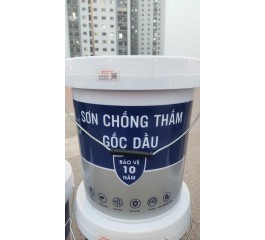 SƠN CHỐNG THẤM
GỐC DẦU
BẢO VỆ
10
NĂM